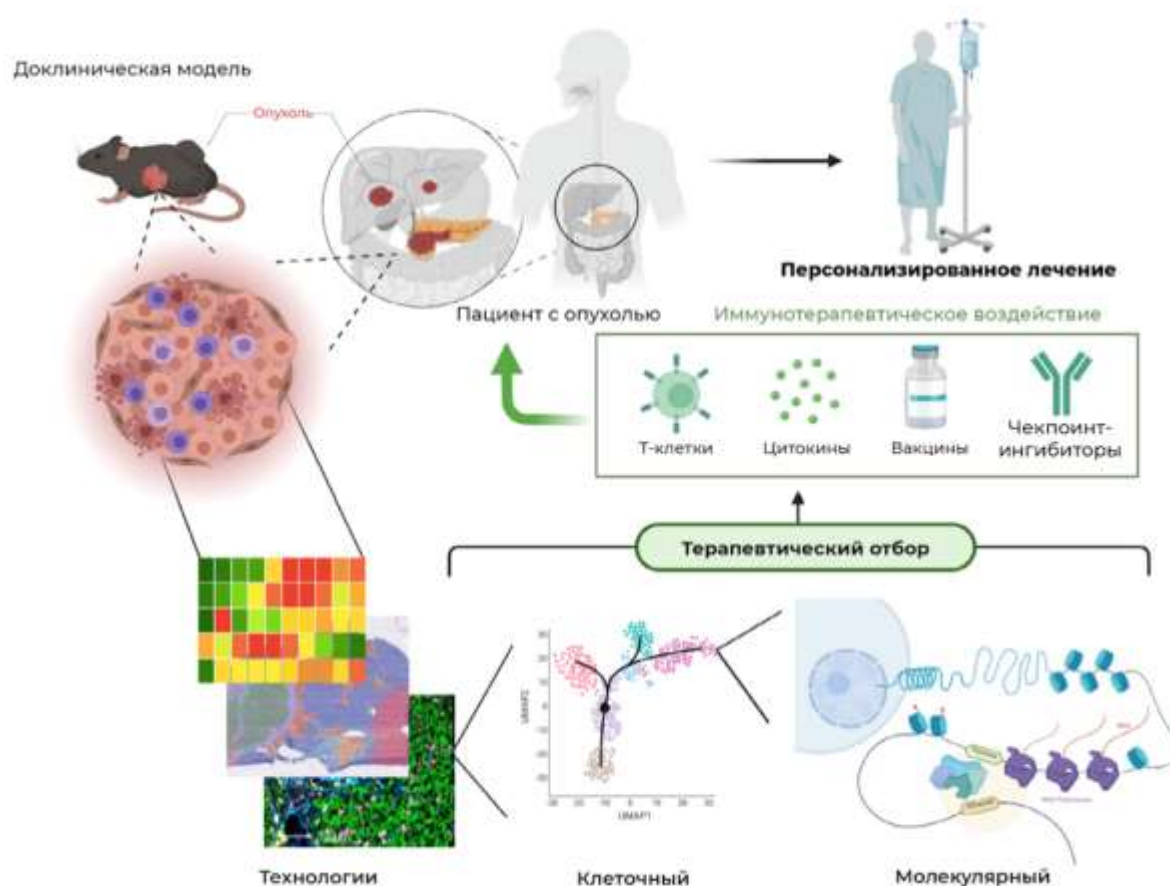 Доклиническая модель
Опухоль
Персонализированное лечение
Пациент с опухолью
Иммунотерапевтическое воздействие
Т-клетки
Цитокины
Вакцины
Чекпоинт-
ингибиторы
Терапевтический отбор
UMAP2
UMAP1
Технологии
Клеточный
Молекулярный